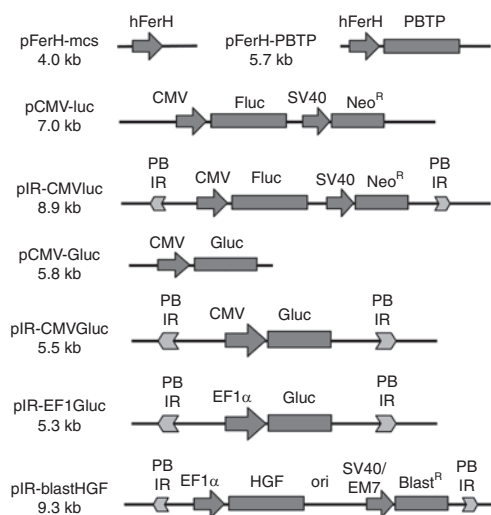 hFerH
pFerH-mcs
4.0 kb
hFerH PBTP
pFerH-PBTP
5.7 kb
CMV Fluc SV40 Neo^R
pCMV-luc
7.0 kb
PB IR CMV Fluc SV40 Neo^R PB IR
pIR-CMVluc
8.9 kb
CMV Gluc
pCMV-Gluc
5.8 kb
PB IR CMV Gluc PB IR
pIR-CMVGluc
5.5 kb
PB IR EF1α Gluc PB IR
pIR-EF1Gluc
5.3 kb
PB IR EF1α HGF ori SV40/EM7 Blast^R PB IR
pIR-blastHGF
9.3 kb